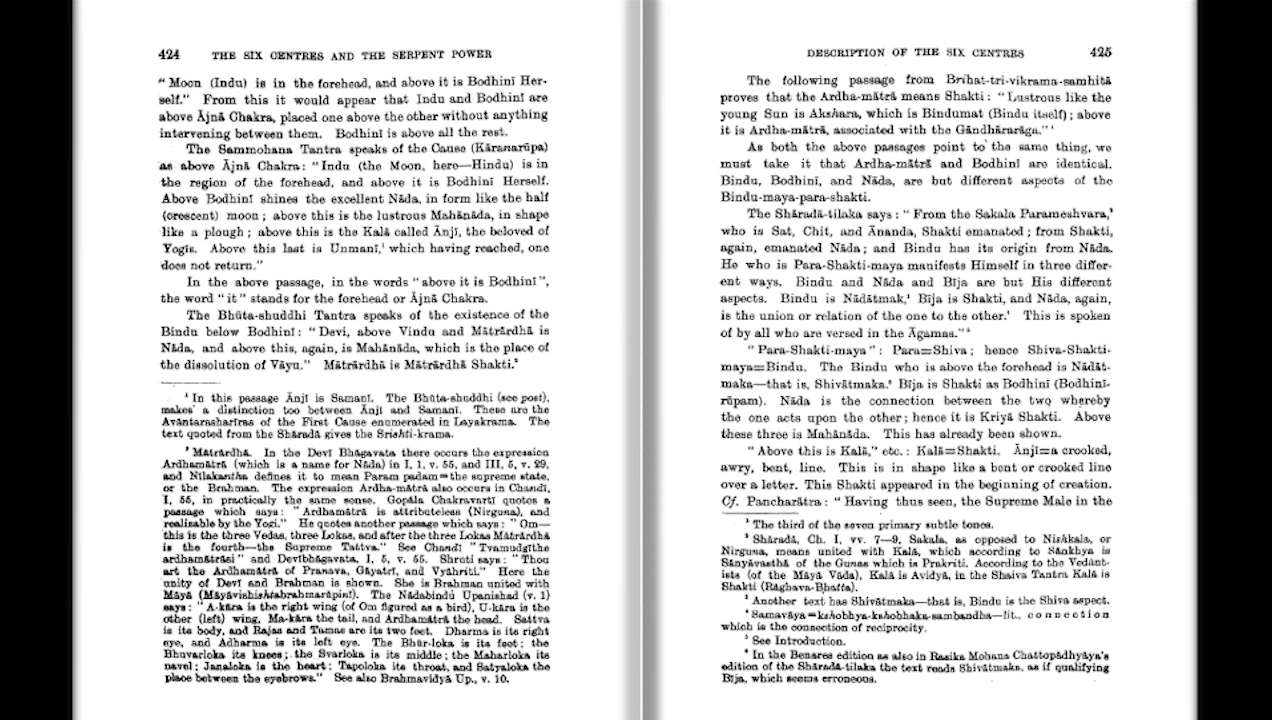 424 THE SIX CENTRES AND THE SERPENT POWER
“ Moon (Indu) is in the forehead, and above it is Bodhinī Her-
self.” From this it would appear that Indu and Bodhinī are
above Ājnā Chakra, placed one above the other without anything
intervening between them. Bodhinī is above all the rest.
The Sammohana Tantra speaks of the Cause (Kāranarūpa)
as above Ājnā Chakra: “Indu (the Moon, here—Hindu) is in
the region of the forehead, and above it is Bodhinī Herself.
Above Bodhinī shines the excellent Nāda, in form like the half
(crescent) moon ; above this is the lustrous Mahānāda, in shape
like a plough ; above this is the Kalā called Ānjī, the beloved of
Yogīs. Above this last is Unmanī,¹ which having reached, one
does not return.”
In the above passage, in the words “above it is Bodhinī”,
the word “it” stands for the forehead or Ājnā Chakra.
The Bhūta-shuddhi Tantra speaks of the existence of the
Bindu below Bodhinī : “Devi, above Vindu and Mātrārdhā is
Nāda, and above this, again, is Mahānāda, which is the place of
the dissolution of Vāyu.” Mātrārdhā is Mātrārdhā Shakti.²
¹ In this passage Ānjī is Samanī. The Bhūta-shuddhi (see post),
makes a distinction too between Ānjī and Samanī. These are the
Avāntarasharīras of the First Cause enumerated in Layakrama. The
text quoted from the Sharadā gives the Srishti-krama.
² Mātrārdhā. In the Devī Bhāgavata there occurs the expression
Ardhamātrā (which is a name for Nāda) in I, 1, v. 55, and III, 5, v. 29,
and Nīlakantha defines it to mean Param padam=the supreme state,
or the Brahman. The expression Ardha-mātrā also occurs in Chandī,
I, 55, in practically the same sense. Gopāla Chakravartī quotes a
passage which says : “Ardhamātrā is attributeless (Nirguna), and
realisable by the Yogī.” He quotes another passage which says : “Om—
this is the three Vedas, three Lokas, and after the three Lokas Mātrārdhā
is the fourth—the Supreme Tattva.” See Chandī “Tvamudgīthe
ardhamātrāsi” and Devībhāgavata, I, 5, v. 55. Shruti says : “Thou
art the Ardhamātrā of Pranava, Gāyatrī, and Vyāhriti.” Here the
unity of Devī and Brahman is shown. She is Brahman united with
Māyā (Māyāvishishtabrahmarūpinī). The Nādabindu Upanishad (v. 1)
says : “A-kāra is the right wing (of Om figured as a bird), U-kāra is the
other (left) wing, Ma-kāra the tail, and Ardhamātrā the head. Sattva
is its body, and Rajas and Tamas are its two feet. Dharma is its right
eye, and Adharma is its left eye. The Bhūr-loka is its foot ; the
Bhuvarloka its knees ; the Svarloka is its middle ; the Maharloka its
navel ; Janaloka is the heart ; Tapoloka its throat, and Satyaloka the
place between the eyebrows.” See also Brahmavidyā Up., v. 10.
DESCRIPTION OF THE SIX CENTRES 425
The following passage from Brihat-tri-vikrama-samhitā
proves that the Ardha-mātrā means Shakti : “Lustrous like the
young Sun is Akshara, which is Bindumat (Bindu itself) ; above
it is Ardha-mātrā, associated with the Gāndhārarāga.”¹
As both the above passages point to the same thing, we
must take it that Ardha-mātrā and Bodhinī are identical.
Bindu, Bodhinī, and Nāda, are but different aspects of the
Bindu-maya-para-shakti.
The Shāradā-tilaka says : “From the Sakala Parameshvara,²
who is Sat, Chit, and Ānanda, Shakti emanated ; from Shakti,
again, emanated Nāda ; and Bindu has its origin from Nāda.
He who is Para-Shakti-maya manifests Himself in three differ-
ent ways. Bindu and Nāda and Bīja are but His different
aspects. Bindu is Nādātmak,³ Bīja is Shakti, and Nāda, again,
is the union or relation of the one to the other.⁴ This is spoken
of by all who are versed in the Āgamas.”⁵
“Para-Shakti-maya” : Para=Shiva ; hence Shiva-Shakti-
maya=Bindu. The Bindu who is above the forehead is Nādāt-
maka—that is, Shivātmaka.⁶ Bīja is Shakti as Bodhinī (Bodhinī-
rūpam). Nāda is the connection between the two whereby
the one acts upon the other ; hence it is Kriyā Shakti. Above
these three is Mahānāda. This has already been shown.
“Above this is Kalā,” etc. : Kalā=Shakti. Ānjī=a crooked,
awry, bent, line. This is in shape like a bent or crooked line
over a letter. This Shakti appeared in the beginning of creation.
Cf. Pancharātra : “Having thus seen, the Supreme Male in the
¹ The third of the seven primary subtle tones.
² Shāradā, Ch. I, vv. 7—9, Sakala, as opposed to Niskala, or
Nirguna, means united with Kalā, which according to Sānkhya is
Sānyāvasthā of the Gunas which is Prakriti. According to the Vedānt-
ists (of the Māyā Vāda), Kalā is Avidyā, in the Shaiva Tantra Kalā is
Shakti (Rāghava-Bhatta).
³ Another text has Shivātmaka—that is, Bindu is the Shiva aspect.
⁴ Samavāya=kshobhya-kshobhaka-sambandha—lit., connection
which is the connection of reciprocity.
⁵ See Introduction.
⁶ In the Benares edition as also in Rasika Mohana Chattopādhyāya’s
edition of the Shāradā-tilaka the text reads Shivātmaka, as if qualifying
Bīja, which seems erroneous.